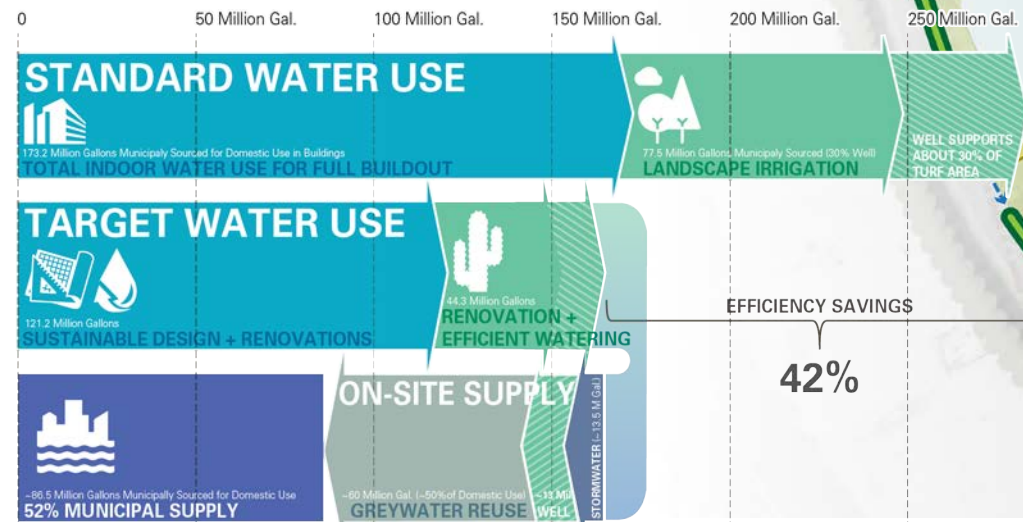 0
50 Million Gal.
100 Million Gal.
150 Million Gal.
200 Million Gal.
250 Million Gal.
STANDARD WATER USE
173.2 Million Gallons Municipaly Sourced for Domestic Use in Buildings
TOTAL INDOOR WATER USE FOR FULL BUILDOUT
77.5 Million Gallons Municipaly Sourced (30% Well)
LANDSCAPE IRRIGATION
WELL SUPPORTS
ABOUT 30% OF
TURF AREA
TARGET WATER USE
121.2 Million Gallons
SUSTAINABLE DESIGN + RENOVATIONS
44.3 Million Gallons
RENOVATION +
EFFICIENT WATERING
EFFICIENCY SAVINGS
42%
ON-SITE SUPPLY
~86.5 Million Gallons Municipally Sourced for Domestic Use
52% MUNICIPAL SUPPLY
~60 Million Gal. (~50%of Domestic Use)
GREYWATER REUSE
~13 Mil
WELL
STORMWATER (~13.5 M Gal.)